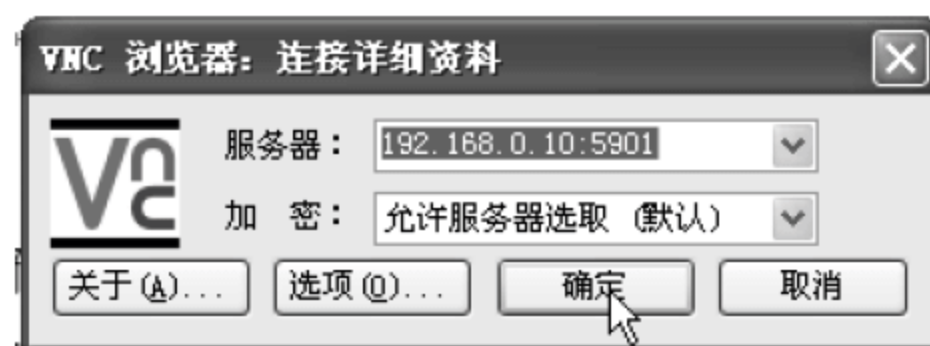 VNC 浏览器：连接详细资料
VNC
服务器： 192.168.0.10:5901
加 密： 允许服务器选取 (默认)
关于(A)... 选项(O)... 确定 取消